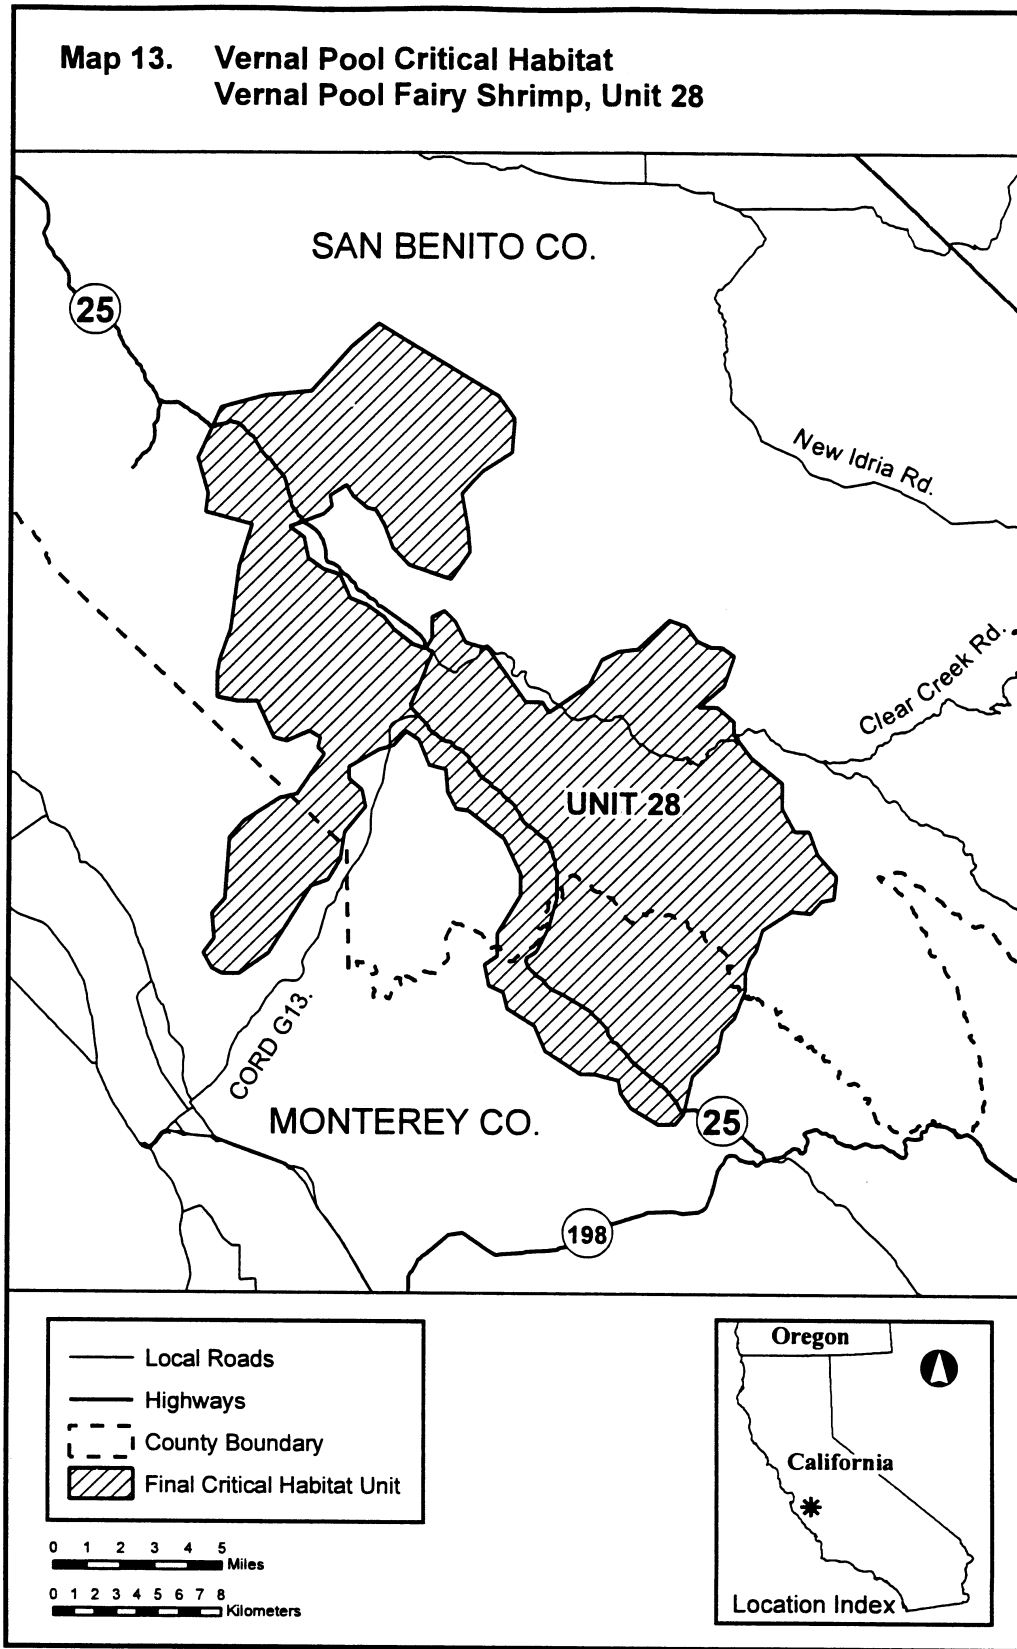 Map 13. Vernal Pool Critical Habitat
Vernal Pool Fairy Shrimp, Unit 28
SAN BENITO CO.
25
New Idria Rd.
Clear Creek Rd.
UNIT 28
CORD G13.
MONTEREY CO.
25
198
Local Roads
Highways
County Boundary
Final Critical Habitat Unit
0 1 2 3 4 5
Miles
0 1 2 3 4 5 6 7 8
Kilometers
Oregon
California
Location Index